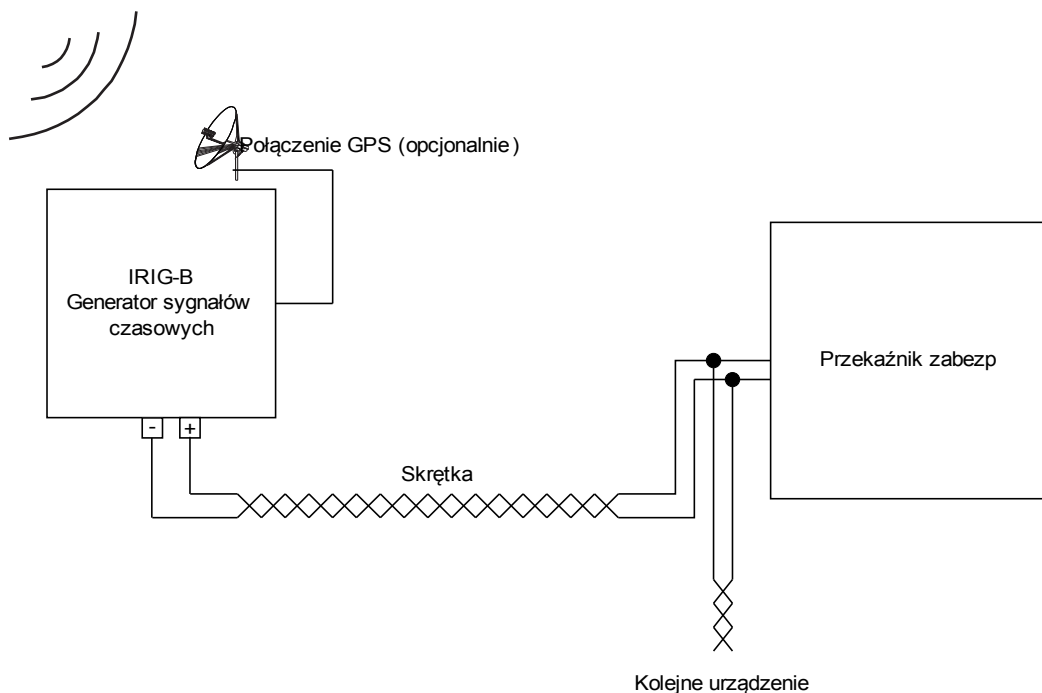 Połączenie GPS (opcjonalnie)
IRIG-B
Generator sygnałów
czasowych
Przekaźnik zabezp
- +
Skrętka
Kolejne urządzenie